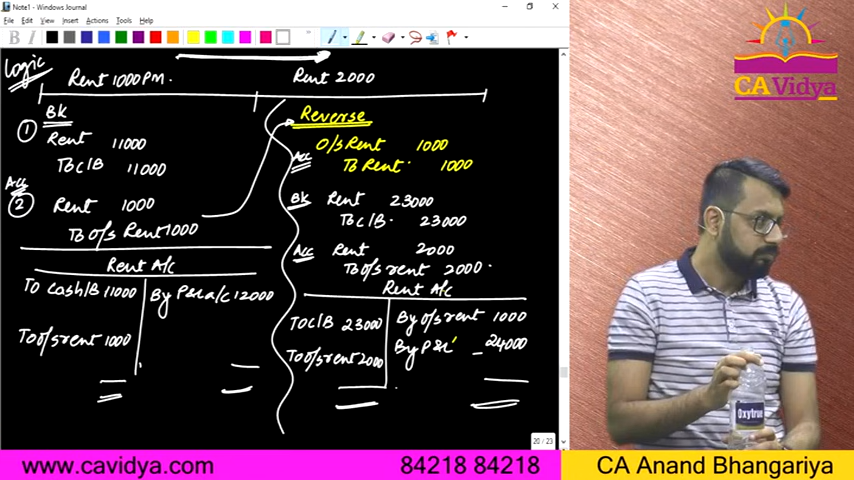 Note1 - Windows Journal
File Edit View Insert Actions Tools Help
Logic
Rent 1000 Pm.
Rent 2000
Bk
1 Rent 11000
To C/B 11000
Acc
2 Rent 1000
To O/s Rent 1000
Rent A/c
To cash/B 11000 By P&L a/c 12000
To o/s rent 1000
Reverse
O/s Rent 1000
Acc To Rent 1000
Bk Rent 23000
To C/B. 23000
Acc Rent 2000
To o/s rent 2000.
Rent A/c
To C/B 23000 By o/s rent 1000
To o/s rent 2000 By P&L 24000
20 / 23
CA Vidya
Oxytrue
www.cavidya.com
84218 84218
CA Anand Bhangariya